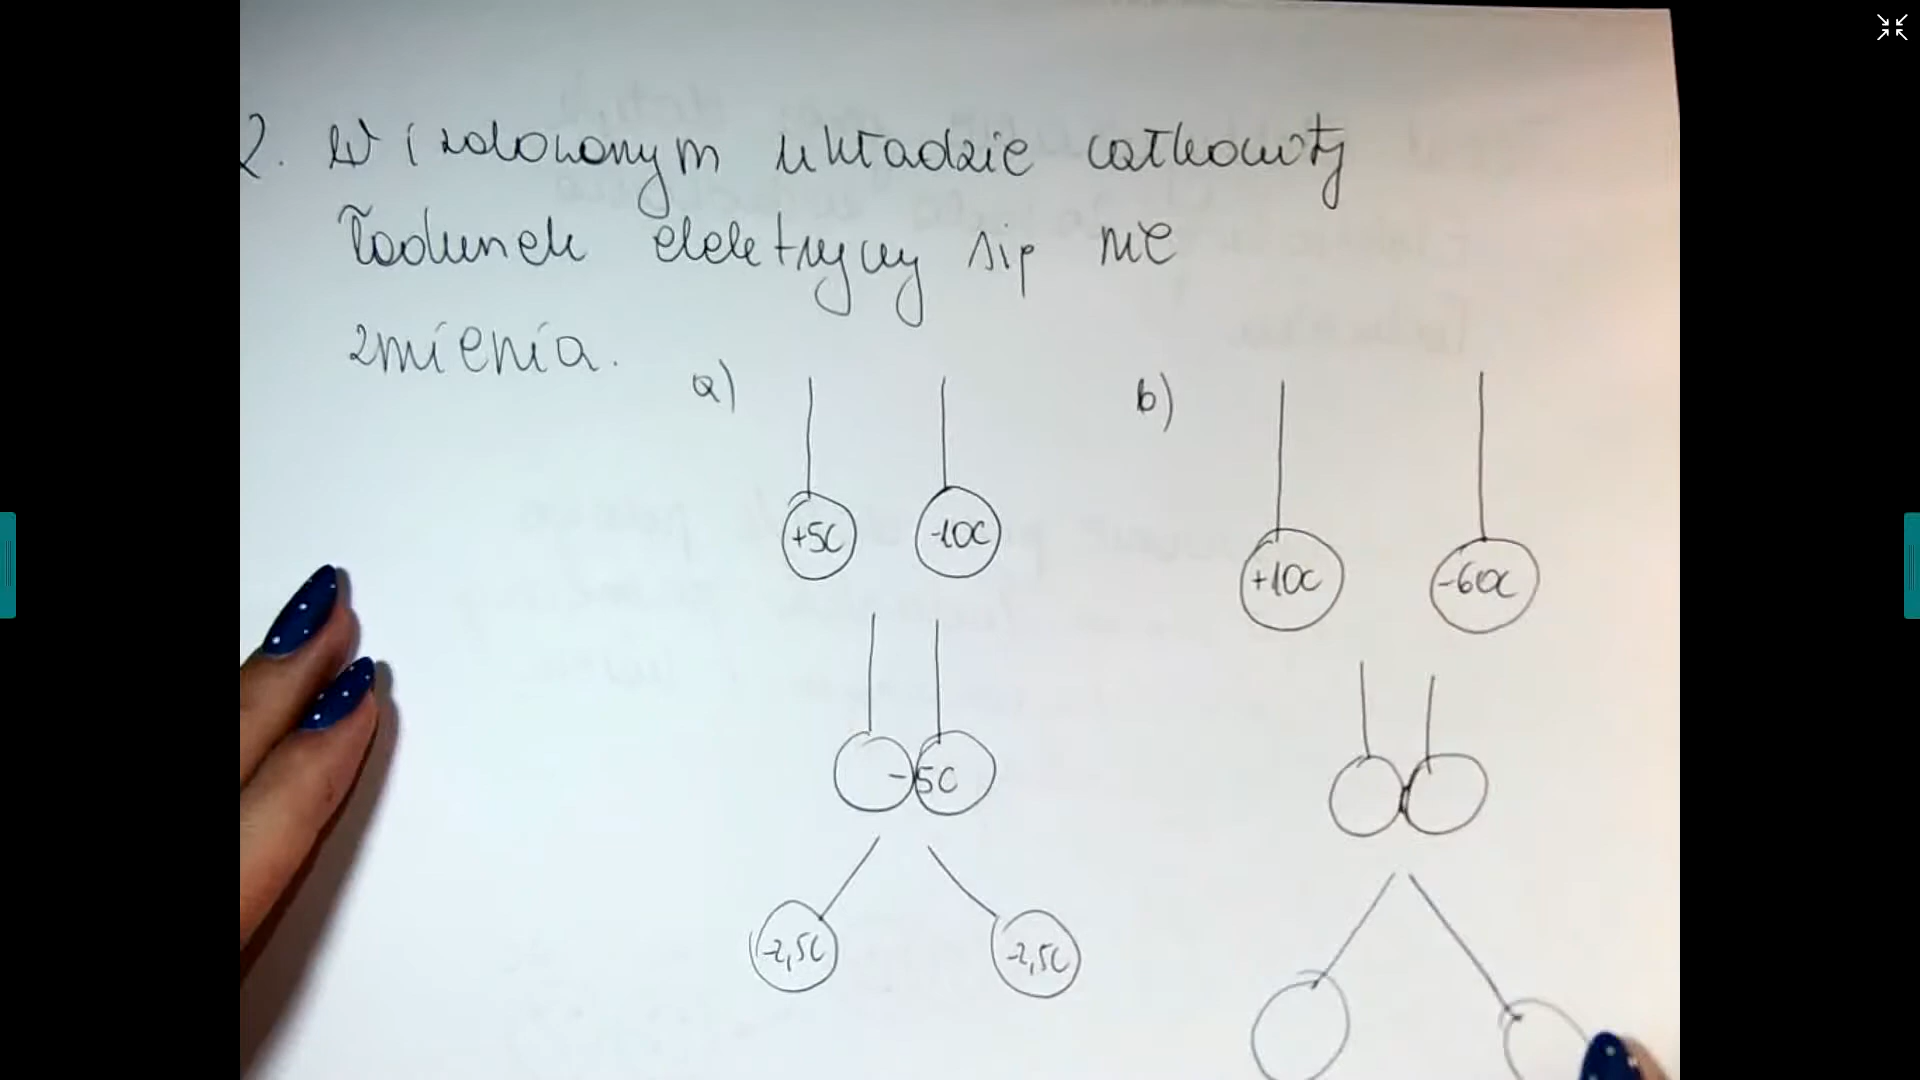 2. W izolowanym układzie całkowity
ładunek elektryczny się nie
zmienia.
a)
b)
+5C
-10C
+10C
-60C
-5C
-2,5C
-2,5C